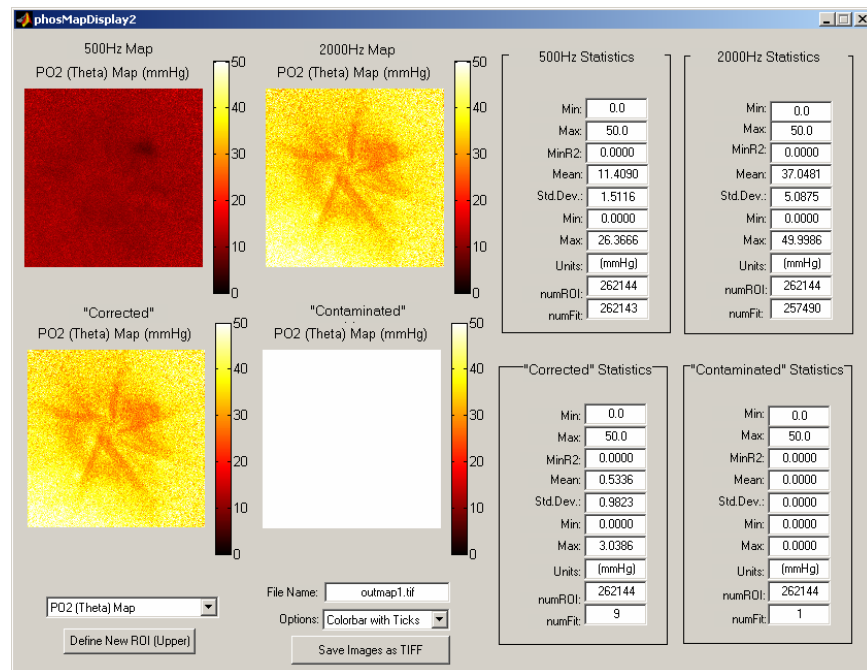 phosMapDisplay2
500Hz Map
PO2 (Theta) Map (mmHg)
50
40
30
20
10
0
2000Hz Map
PO2 (Theta) Map (mmHg)
50
40
30
20
10
0
"Corrected"
PO2 (Theta) Map (mmHg)
50
40
30
20
10
0
"Contaminated"
PO2 (Theta) Map (mmHg)
50
40
30
20
10
0
500Hz Statistics
Min: 0.0
Max: 50.0
MinR2: 0.0000
Mean: 11.4090
Std.Dev.: 1.5116
Min: 0.0000
Max: 26.3666
Units: (mmHg)
numROI: 262144
numFit: 262143
2000Hz Statistics
Min: 0.0
Max: 50.0
MinR2: 0.0000
Mean: 37.0481
Std.Dev.: 5.0875
Min: 0.0000
Max: 49.9986
Units: (mmHg)
numROI: 262144
numFit: 257490
"Corrected" Statistics
Min: 0.0
Max: 50.0
MinR2: 0.0000
Mean: 0.5336
Std.Dev.: 0.9823
Min: 0.0000
Max: 3.0386
Units: (mmHg)
numROI: 262144
numFit: 9
"Contaminated" Statistics
Min: 0.0
Max: 50.0
MinR2: 0.0000
Mean: 0.0000
Std.Dev.: 0.0000
Min: 0.0000
Max: 0.0000
Units: (mmHg)
numROI: 262144
numFit: 1
PO2 (Theta) Map
Define New ROI (Upper)
File Name: outmap1.tif
Options: Colorbar with Ticks
Save Images as TIFF